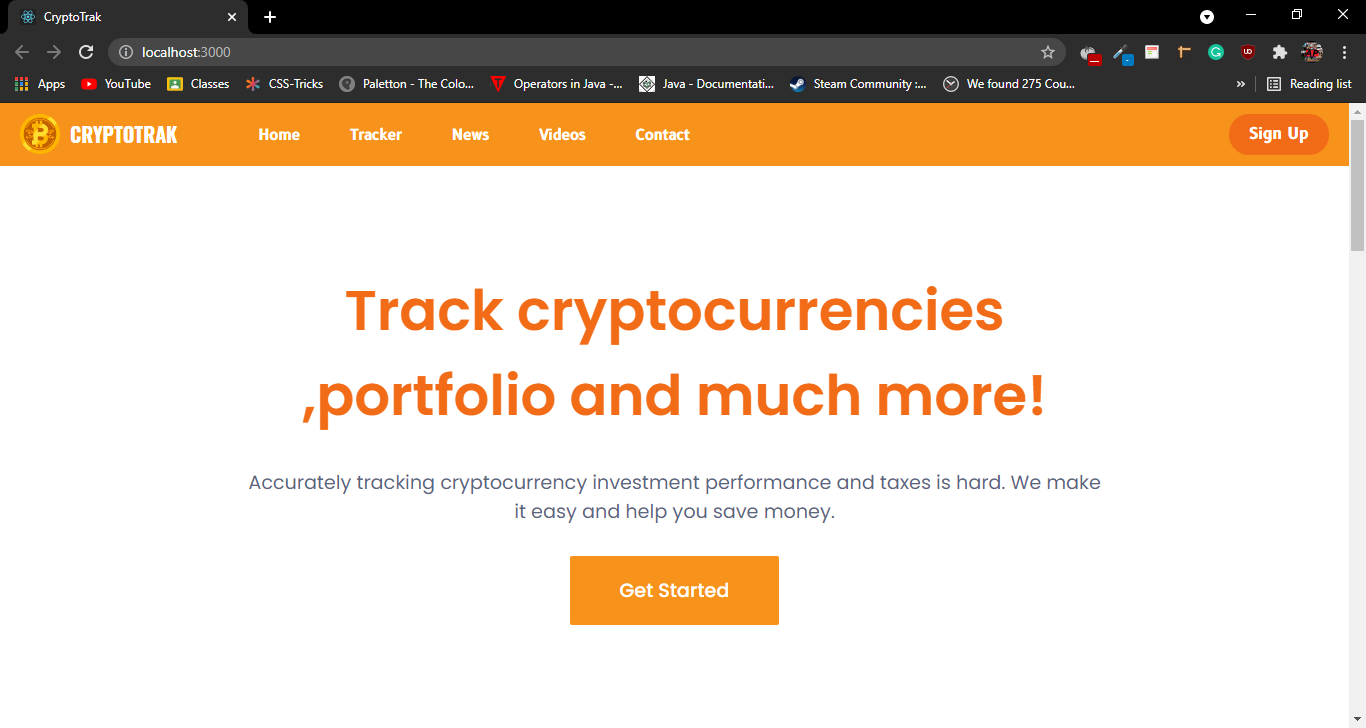 CryptoTrak
localhost:3000
Apps YouTube Classes CSS-Tricks Paletton - The Colo... Operators in Java -... Java - Documentati... Steam Community :... We found 275 Cou... » Reading list
CRYPTOTRAK Home Tracker News Videos Contact Sign Up
Track cryptocurrencies
,portfolio and much more!
Accurately tracking cryptocurrency investment performance and taxes is hard. We make
it easy and help you save money.
Get Started